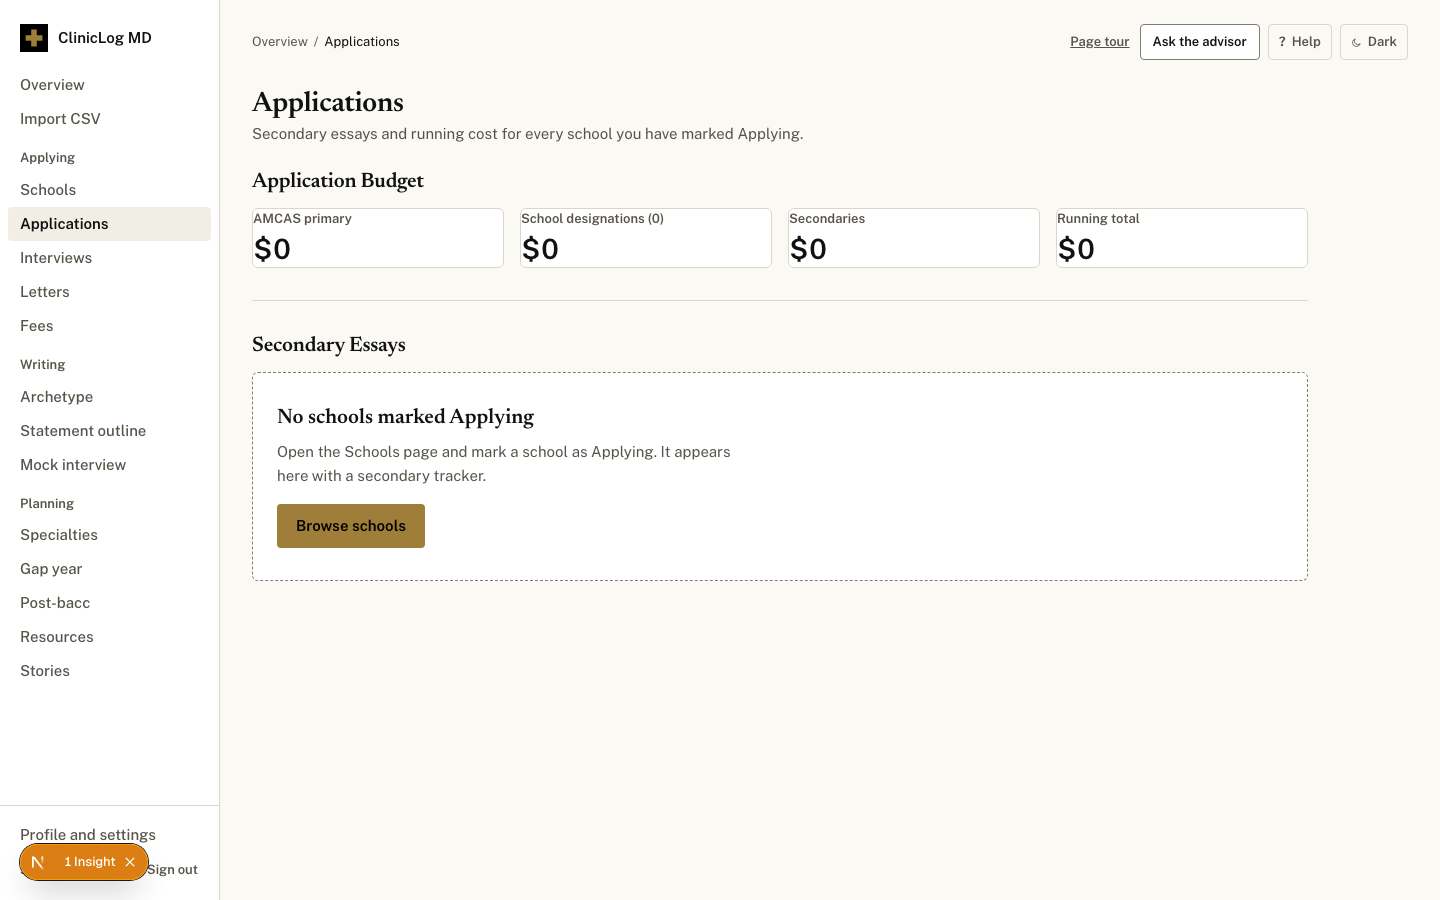 ClinicLog MD
Overview
Import CSV
Applying
Schools
Applications
Interviews
Letters
Fees
Writing
Archetype
Statement outline
Mock interview
Planning
Specialties
Gap year
Post-bacc
Resources
Stories
Profile and settings
1 Insight
Sign out
Overview / Applications
Page tour
Ask the advisor
? Help
Dark
Applications
Secondary essays and running cost for every school you have marked Applying.
Application Budget
AMCAS primary
$0
School designations (0)
$0
Secondaries
$0
Running total
$0
Secondary Essays
No schools marked Applying
Open the Schools page and mark a school as Applying. It appears
here with a secondary tracker.
Browse schools